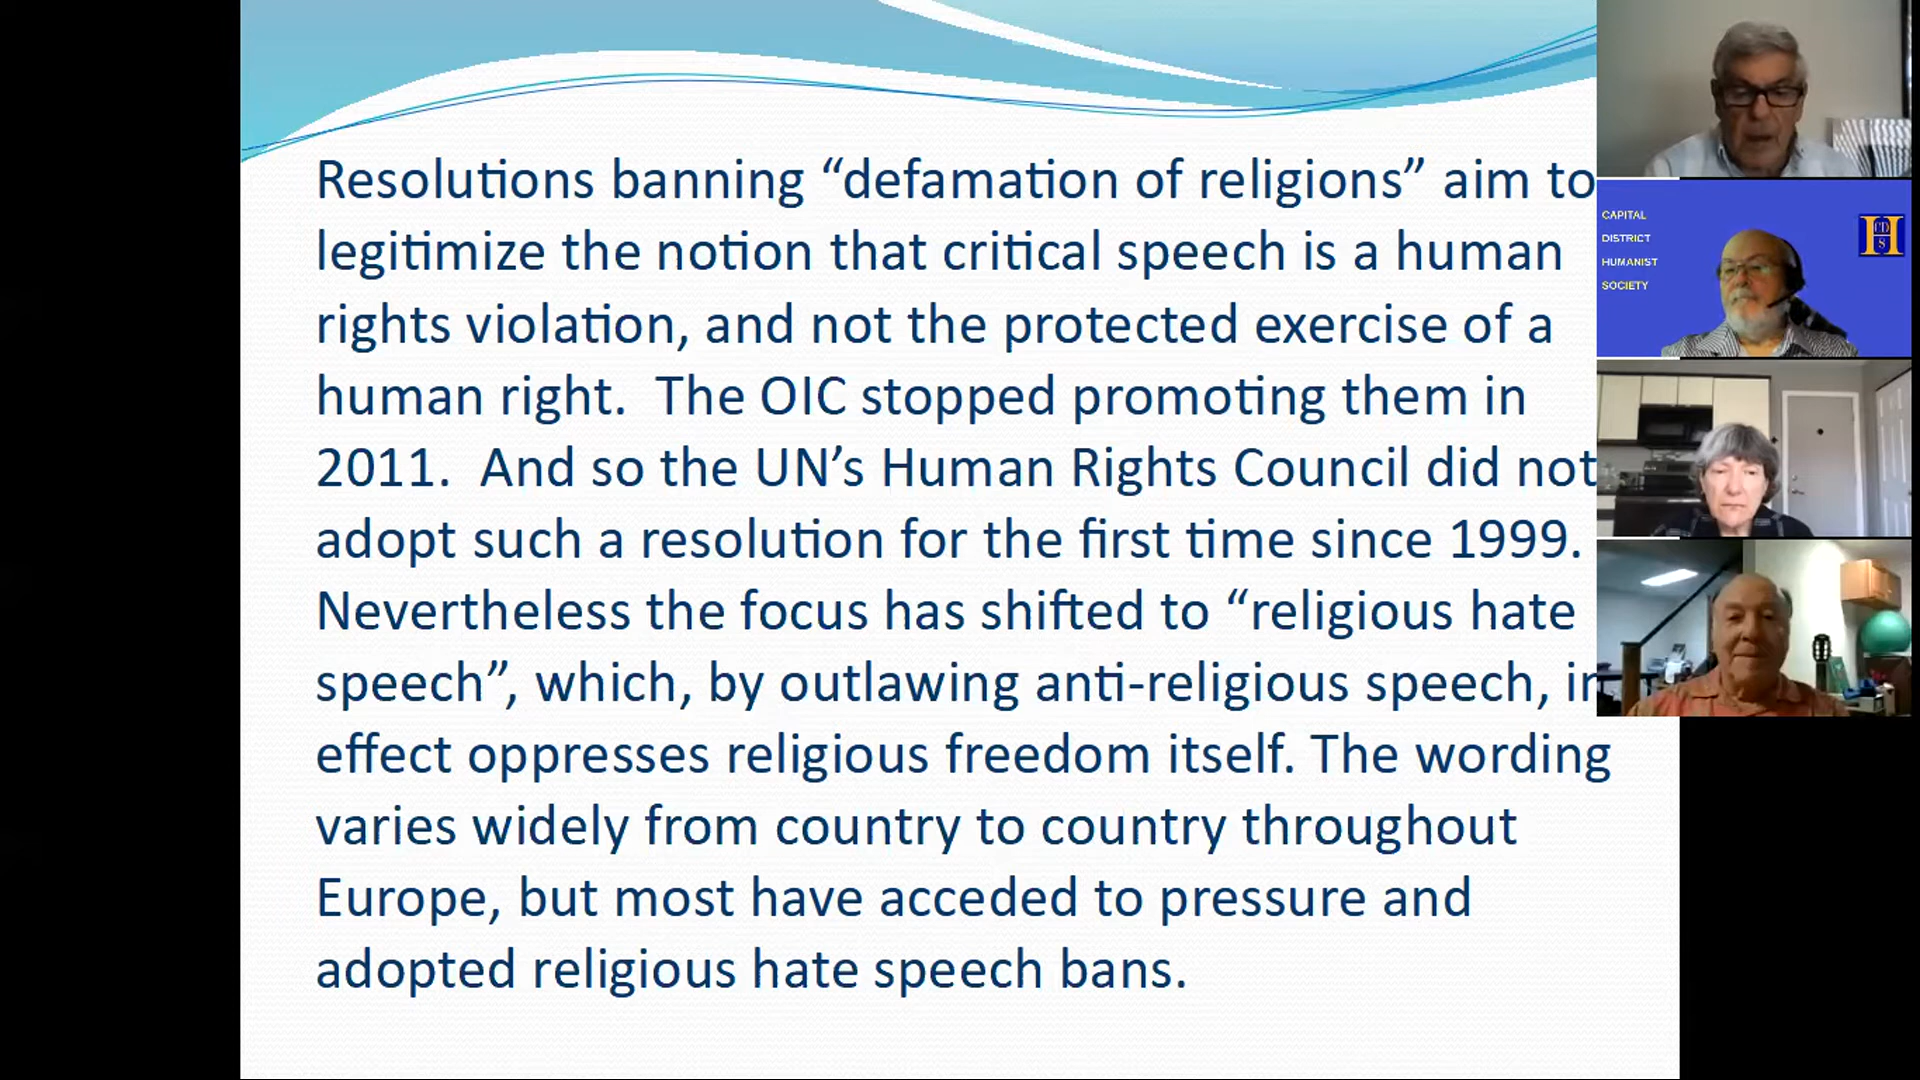 Resolutions banning “defamation of religions” aim to
legitimize the notion that critical speech is a human
rights violation, and not the protected exercise of a
human right.  The OIC stopped promoting them in
2011.  And so the UN’s Human Rights Council did not
adopt such a resolution for the first time since 1999.
Nevertheless the focus has shifted to “religious hate
speech”, which, by outlawing anti-religious speech, in
effect oppresses religious freedom itself. The wording
varies widely from country to country throughout
Europe, but most have acceded to pressure and
adopted religious hate speech bans.
CAPITAL
DISTRICT
HUMANIST
SOCIETY
H
CD
S